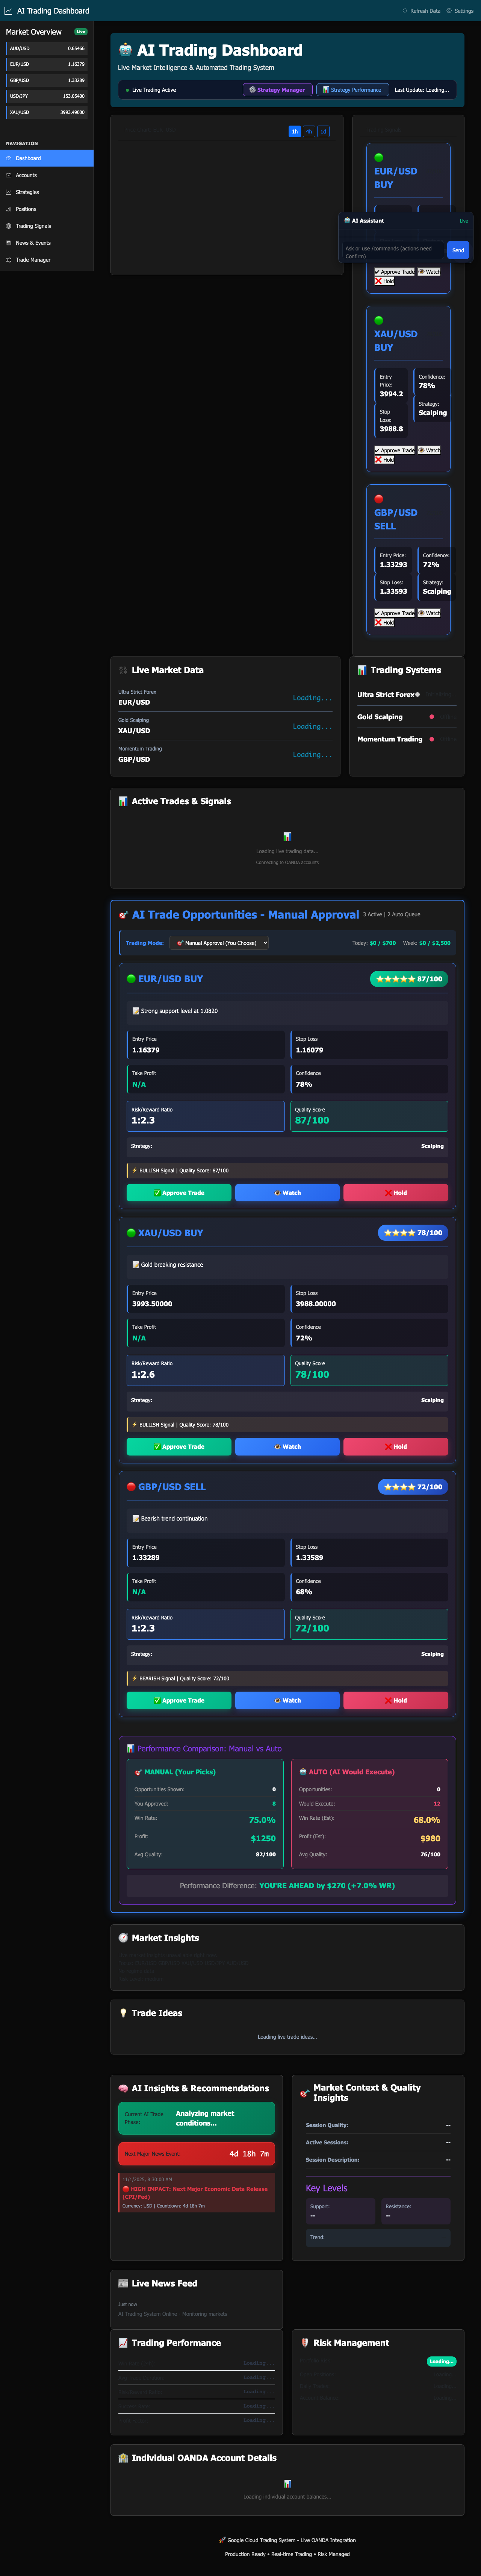 AI Trading Dashboard
Refresh Data
Settings
Market Overview
Live
AUD/USD 0.65466
EUR/USD 1.16379
GBP/USD 1.33289
USD/JPY 153.05400
XAU/USD 3993.49000
NAVIGATION
Dashboard
Accounts
Strategies
Positions
Trading Signals
News & Events
Trade Manager
AI Trading Dashboard
Live Market Intelligence & Automated Trading System
Live Trading Active
Strategy Manager
Strategy Performance
Last Update: Loading...
1h 4h 1d
EUR/USD
BUY
AI Assistant
Live
Ask or use /commands (actions need
Confirm)
Send
✔ Approve Trade
Watch
❌ Hold
XAU/USD
BUY
Entry
Price:
3994.2
Confidence:
78%
Stop
Loss:
3988.8
Strategy:
Scalping
✔ Approve Trade
Watch
❌ Hold
GBP/USD
SELL
Entry Price:
1.33293
Confidence:
72%
Stop Loss:
1.33593
Strategy:
Scalping
✔ Approve Trade
Watch
❌ Hold
Live Market Data
Ultra Strict Forex
EUR/USD
Loading...
Gold Scalping
XAU/USD
Loading...
Momentum Trading
GBP/USD
Loading...
Trading Systems
Ultra Strict Forex
Gold Scalping
Momentum Trading
Active Trades & Signals
Loading live trading data...
Connecting to OANDA accounts
AI Trade Opportunities - Manual Approval
3 Active | 2 Auto Queue
Trading Mode:
Manual Approval (You Choose)
Today: $0 / $700
Week: $0 / $2,500
EUR/USD BUY
87/100
Strong support level at 1.0820
Entry Price
1.16379
Stop Loss
1.16079
Take Profit
N/A
Confidence
78%
Risk/Reward Ratio
1:2.3
Quality Score
87/100
Strategy:
Scalping
BULLISH Signal | Quality Score: 87/100
Approve Trade
Watch
Hold
XAU/USD BUY
78/100
Gold breaking resistance
Entry Price
3993.50000
Stop Loss
3988.00000
Take Profit
N/A
Confidence
72%
Risk/Reward Ratio
1:2.6
Quality Score
78/100
Strategy:
Scalping
BULLISH Signal | Quality Score: 78/100
Approve Trade
Watch
Hold
GBP/USD SELL
72/100
Bearish trend continuation
Entry Price
1.33289
Stop Loss
1.33589
Take Profit
N/A
Confidence
68%
Risk/Reward Ratio
1:2.3
Quality Score
72/100
Strategy:
Scalping
BEARISH Signal | Quality Score: 72/100
Approve Trade
Watch
Hold
Performance Comparison: Manual vs Auto
MANUAL (Your Picks)
Opportunities Shown: 0
You Approved: 8
Win Rate: 75.0%
Profit: $1250
Avg Quality: 82/100
AUTO (AI Would Execute)
Opportunities: 0
Would Execute: 12
Win Rate (Est): 68.0%
Profit (Est): $980
Avg Quality: 76/100
Performance Difference: YOU'RE AHEAD by $270 (+7.0% WR)
Market Insights
Trade Ideas
Loading live trade ideas...
AI Insights & Recommendations
Current AI Trade
Phase:
Analyzing market
conditions...
Next Major News Event:
4d 18h 7m
11/1/2025, 8:30:00 AM
HIGH IMPACT: Next Major Economic Data Release
(CPI/Fed)
Currency: USD | Countdown: 4d 18h 7m
Market Context & Quality
Insights
Session Quality: --
Active Sessions: --
Session Description: --
Key Levels
Support:
--
Resistance:
--
Trend:
Live News Feed
Just now
AI Trading System Online - Monitoring markets
Trading Performance
Loading
Loading
Loading
Loading
Loading
Risk Management
Loading...
Individual OANDA Account Details
Loading individual account balances...
Google Cloud Trading System - Live OANDA Integration
Production Ready • Real-time Trading • Risk Managed